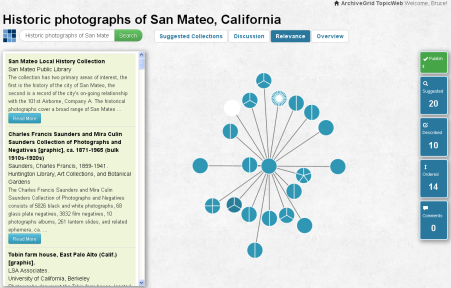 ArchiveGrid TopicWeb Welcome, Bruce!
Historic photographs of San Mateo, California
Historic photographs of San Mate
Search
Suggested Collections
Discussion
Relevance
Overview
San Mateo Local History Collection
San Mateo Public Library
The collection has two primary areas of interest, the
first is the history of the city of San Mateo, the
second is a record of the city's on-going relationship
with the 101st Airborne, Company A. The historical
photographs cover a broad range of San Mateo ...
Read More
Charles Francis Saunders and Mira Culin
Saunders Collection of Photographs and
Negatives [graphic], ca. 1871-1965 (bulk
1910s-1920s)
Saunders, Charles Francis, 1859-1941.
Huntington Library, Art Collections, and Botanical
Gardens
The Charles Francis Saunders and Mira Culin
Saunders Collection of Photographs and Negatives
consists of 5826 black and white photographs, 68
glass plate negatives, 3832 film negatives, 10
photographs albums, 251 lantern slides, and related
ephemera, ca. ...
Read More
Tobin farm house, East Palo Alto (Calif.)
[graphic].
LSA Associates.
University of California, Berkeley
Publish
Suggested
20
Described
10
Ordered
14
Comments
0